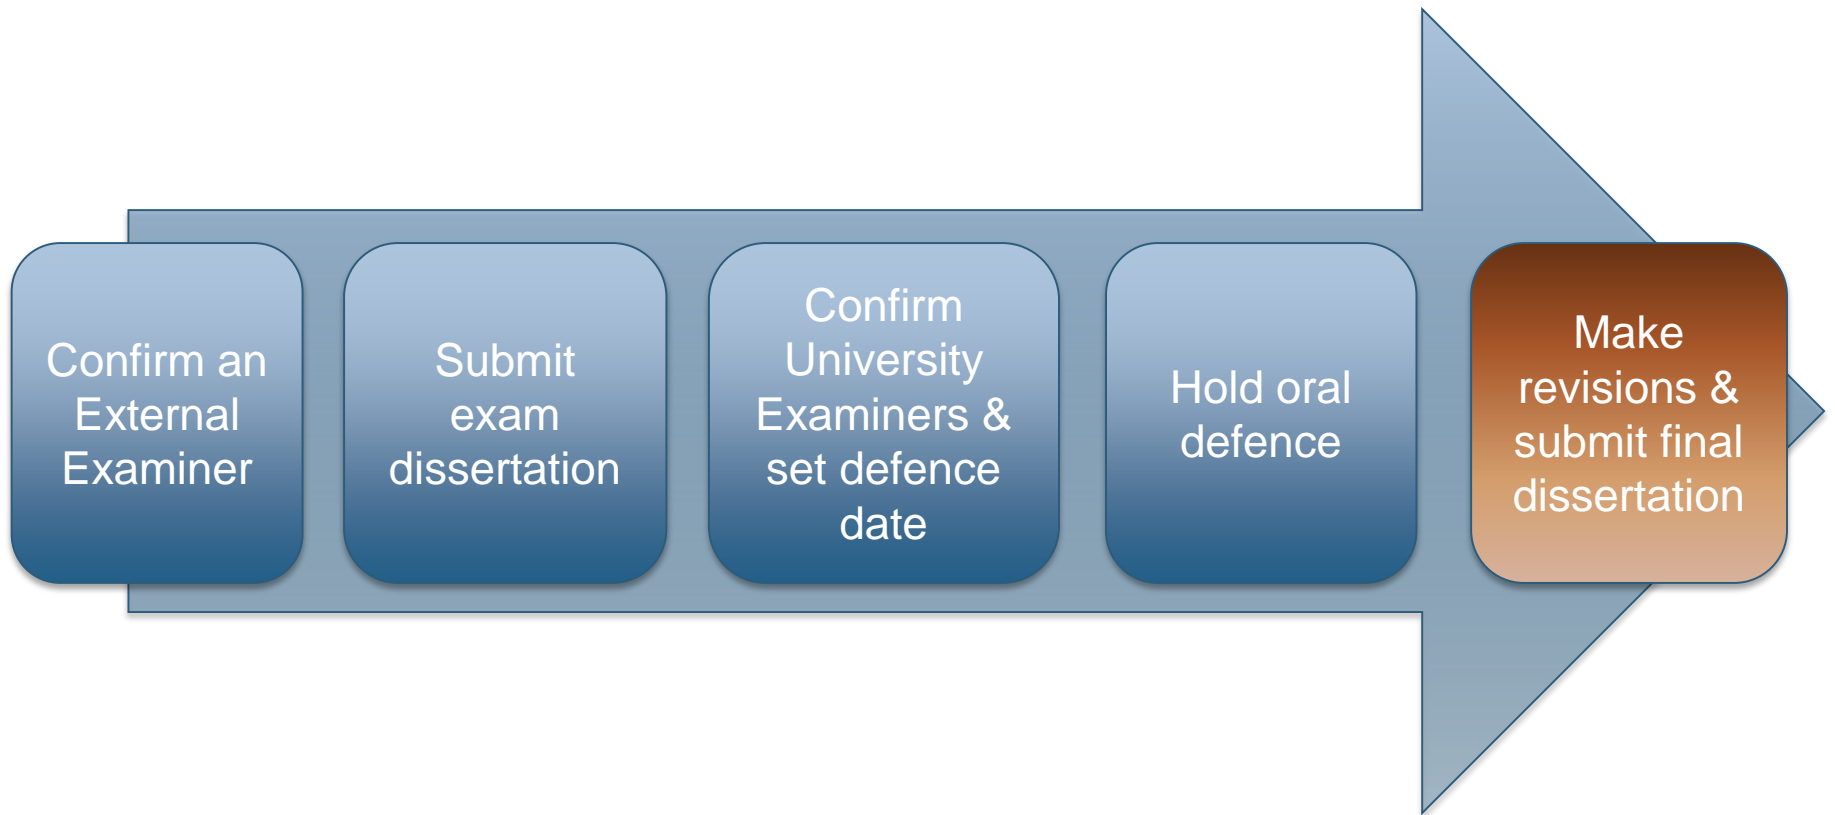 Confirm an
External
Examiner
Submit
exam
dissertation
Confirm
University
Examiners &
set defence
date
Hold oral
defence
Make
revisions &
submit final
dissertation